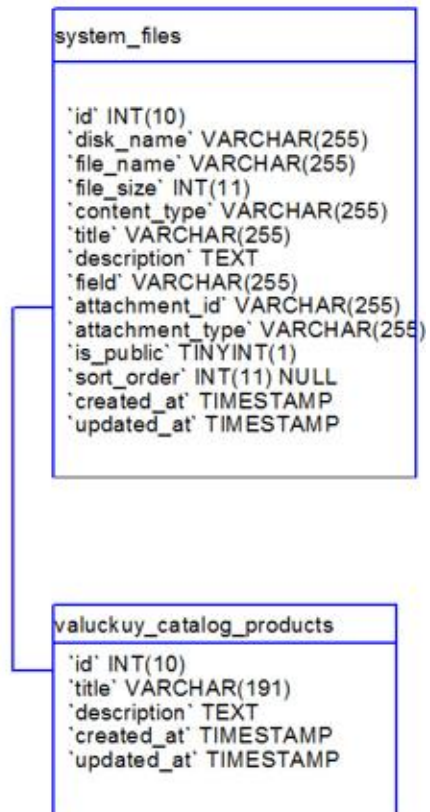 system_files
`id` INT(10)
`disk_name` VARCHAR(255)
`file_name` VARCHAR(255)
`file_size` INT(11)
`content_type` VARCHAR(255)
`title` VARCHAR(255)
`description` TEXT
`field` VARCHAR(255)
`attachment_id` VARCHAR(255)
`attachment_type` VARCHAR(255)
`is_public` TINYINT(1)
`sort_order` INT(11) NULL
`created_at` TIMESTAMP
`updated_at` TIMESTAMP
valuckuy_catalog_products
`id` INT(10)
`title` VARCHAR(191)
`description` TEXT
`created_at` TIMESTAMP
`updated_at` TIMESTAMP